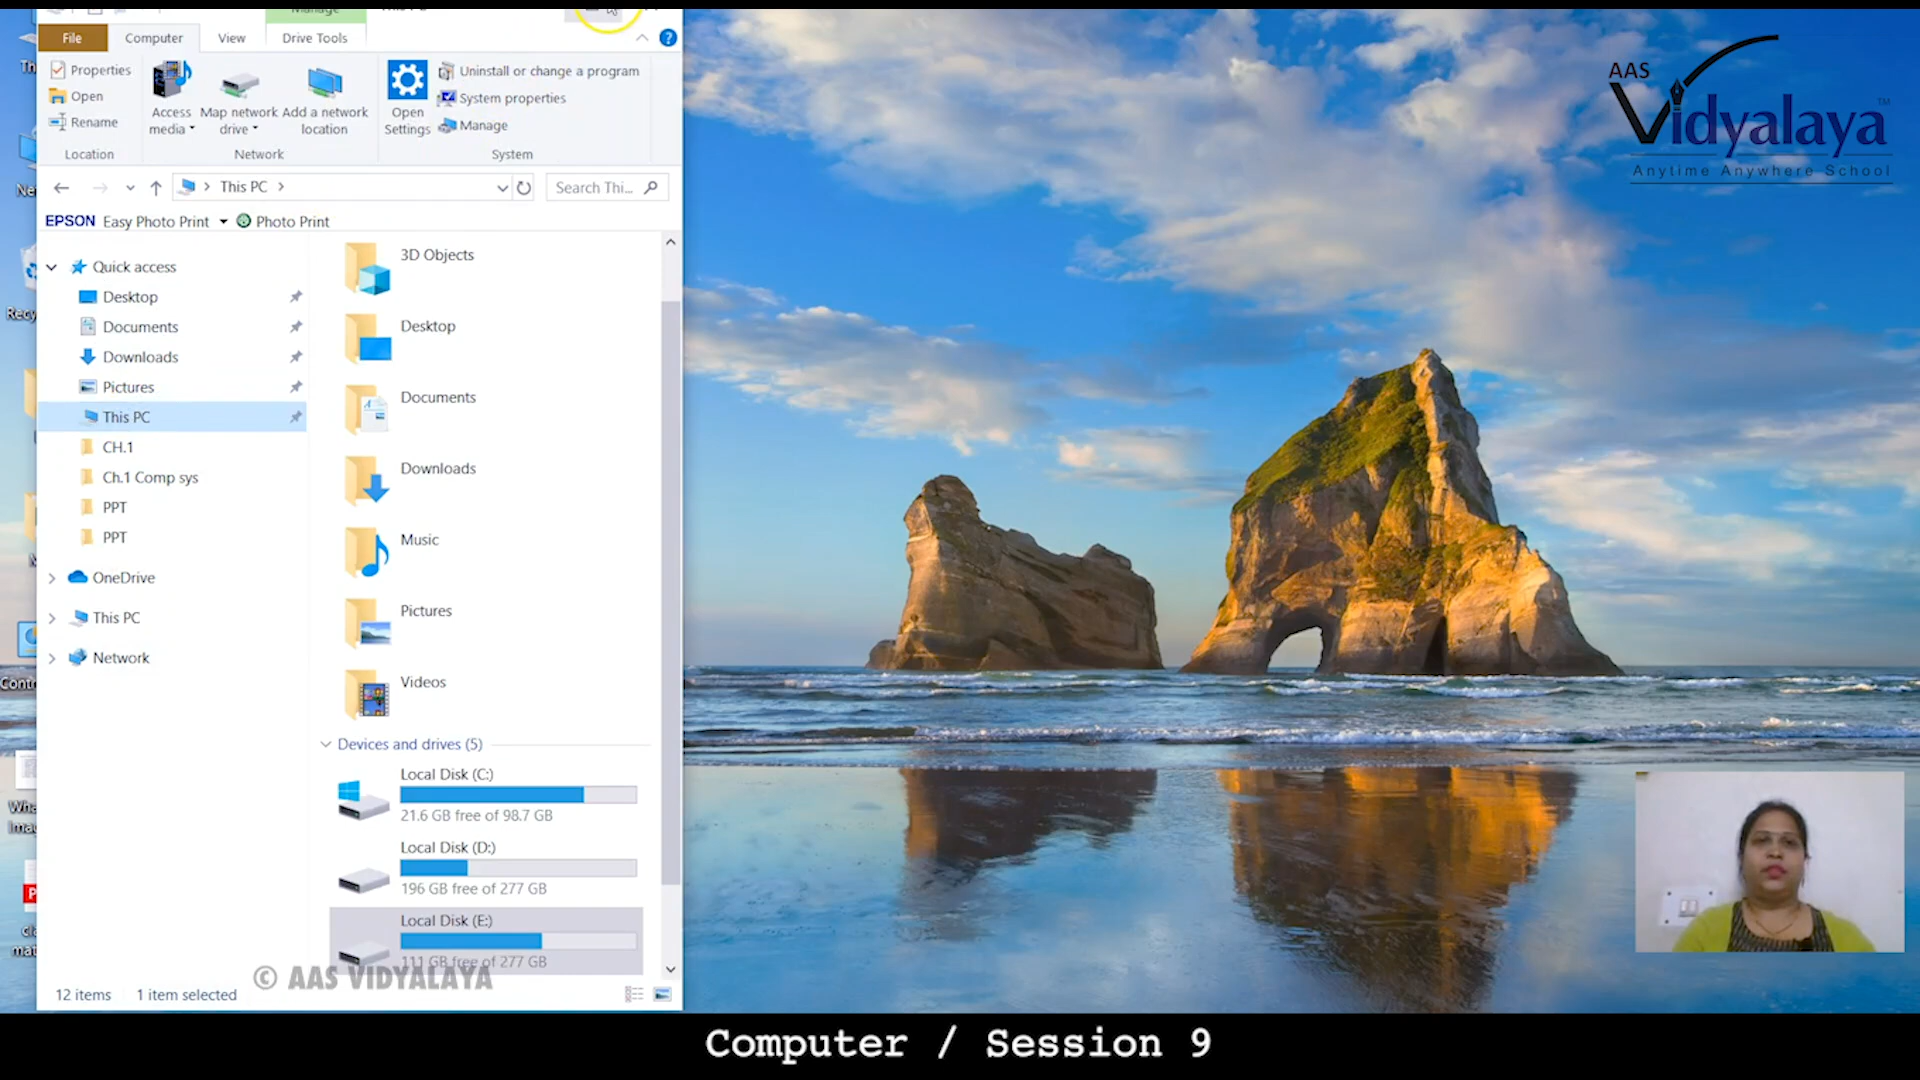 Manage
File
Computer
View
Drive Tools
Properties
Open
Rename
Location
Access media
Map network drive
Add a network location
Network
Open Settings
Uninstall or change a program
System properties
Manage
System
This PC
Search Thi...
EPSON Easy Photo Print
Photo Print
Quick access
Desktop
Documents
Downloads
Pictures
This PC
CH.1
Ch.1 Comp sys
PPT
PPT
OneDrive
This PC
Network
3D Objects
Desktop
Documents
Downloads
Music
Pictures
Videos
Devices and drives (5)
Local Disk (C:)
21.6 GB free of 98.7 GB
Local Disk (D:)
196 GB free of 277 GB
Local Disk (E:)
111 GB free of 277 GB
© AAS VIDYALAYA
12 items
1 item selected
AAS
Vidyalaya™
Anytime Anywhere School
Computer / Session 9